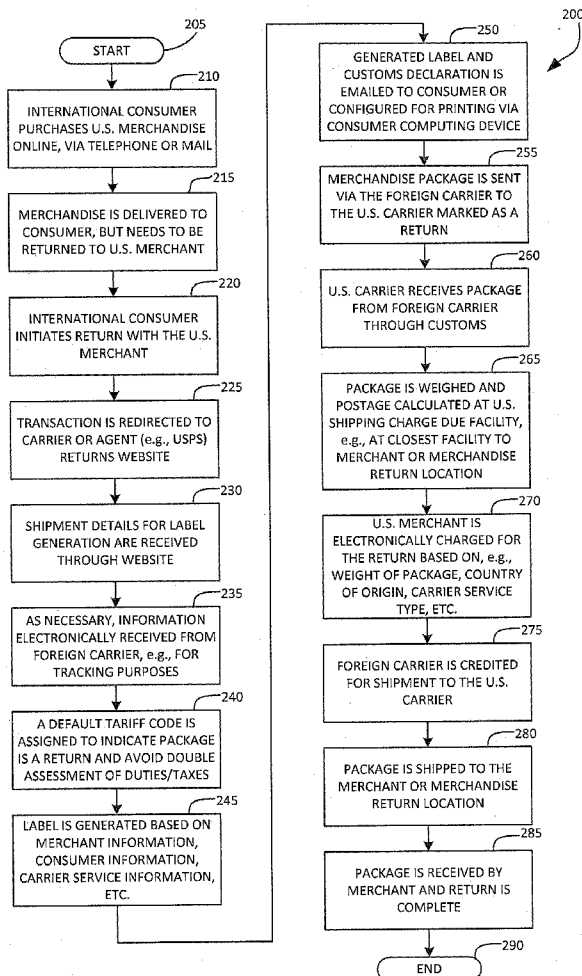 200
205
START
210
INTERNATIONAL CONSUMER
PURCHASES U.S. MERCHANDISE
ONLINE, VIA TELEPHONE OR MAIL
215
MERCHANDISE IS DELIVERED TO
CONSUMER, BUT NEEDS TO BE
RETURNED TO U.S. MERCHANT
220
INTERNATIONAL CONSUMER
INITIATES RETURN WITH THE U.S.
MERCHANT
225
TRANSACTION IS REDIRECTED TO
CARRIER OR AGENT (e.g., USPS)
RETURNS WEBSITE
230
SHIPMENT DETAILS FOR LABEL
GENERATION ARE RECEIVED
THROUGH WEBSITE
235
AS NECESSARY, INFORMATION
ELECTRONICALLY RECEIVED FROM
FOREIGN CARRIER, e.g., FOR
TRACKING PURPOSES
240
A DEFAULT TARIFF CODE IS
ASSIGNED TO INDICATE PACKAGE
IS A RETURN AND AVOID DOUBLE
ASSESSMENT OF DUTIES/TAXES
245
LABEL IS GENERATED BASED ON
MERCHANT INFORMATION,
CONSUMER INFORMATION,
CARRIER SERVICE INFORMATION,
ETC.
250
GENERATED LABEL AND
CUSTOMS DECLARATION IS
EMAILED TO CONSUMER OR
CONFIGURED FOR PRINTING VIA
CONSUMER COMPUTING DEVICE
255
MERCHANDISE PACKAGE IS SENT
VIA THE FOREIGN CARRIER TO
THE U.S. CARRIER MARKED AS A
RETURN
260
U.S. CARRIER RECEIVES PACKAGE
FROM FOREIGN CARRIER
THROUGH CUSTOMS
265
PACKAGE IS WEIGHED AND
POSTAGE CALCULATED AT U.S.
SHIPPING CHARGE DUE FACILITY,
e.g., AT CLOSEST FACILITY TO
MERCHANT OR MERCHANDISE
RETURN LOCATION
270
U.S. MERCHANT IS
ELECTRONICALLY CHARGED FOR
THE RETURN BASED ON, e.g.,
WEIGHT OF PACKAGE, COUNTRY
OF ORIGIN, CARRIER SERVICE
TYPE, ETC.
275
FOREIGN CARRIER IS CREDITED
FOR SHIPMENT TO THE U.S.
CARRIER
280
PACKAGE IS SHIPPED TO THE
MERCHANT OR MERCHANDISE
RETURN LOCATION
285
PACKAGE IS RECEIVED BY
MERCHANT AND RETURN IS
COMPLETE
290
END